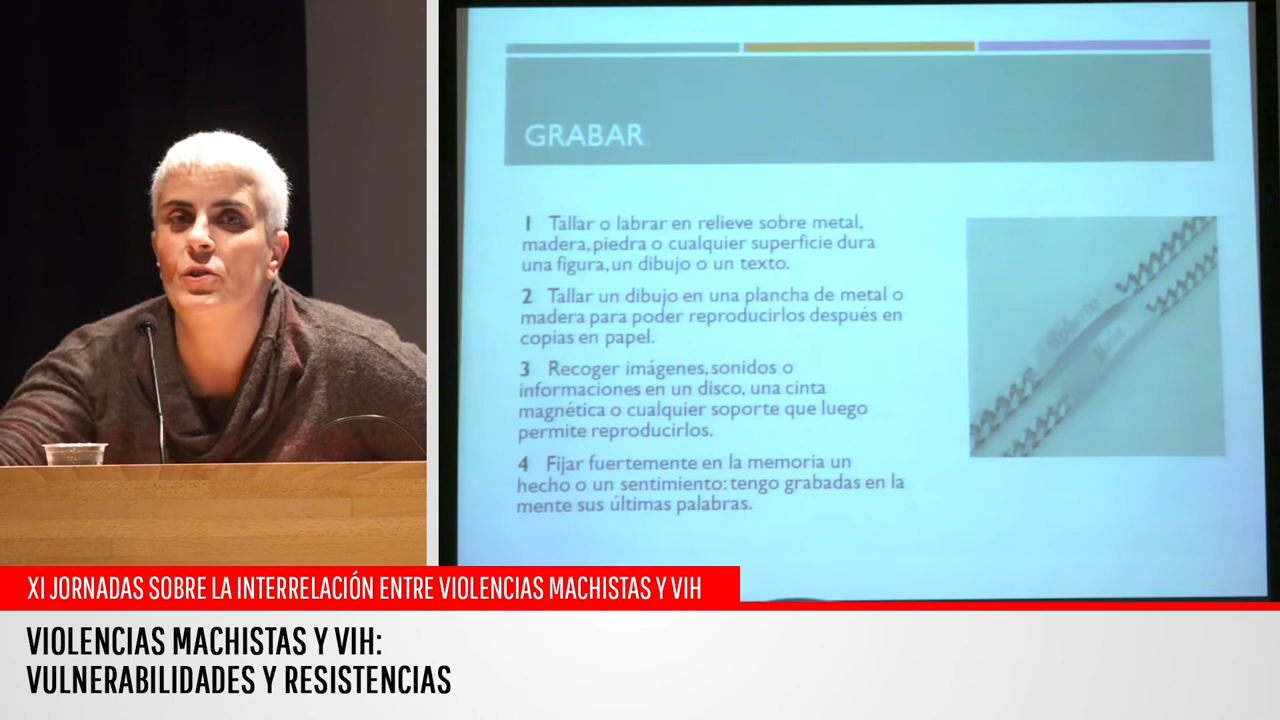 GRABAR
1 Tallar o labrar en relieve sobre metal,
madera, piedra o cualquier superficie dura
una figura, un dibujo o un texto.
2 Tallar un dibujo en una plancha de metal o
madera para poder reproducirlos después en
copias en papel.
3 Recoger imágenes, sonidos o
informaciones en un disco, una cinta
magnética o cualquier soporte que luego
permite reproducirlos.
4 Fijar fuertemente en la memoria un
hecho o un sentimiento: tengo grabadas en la
mente sus últimas palabras.
XI JORNADAS SOBRE LA INTERRELACIÓN ENTRE VIOLENCIAS MACHISTAS Y VIH
VIOLENCIAS MACHISTAS Y VIH:
VULNERABILIDADES Y RESISTENCIAS